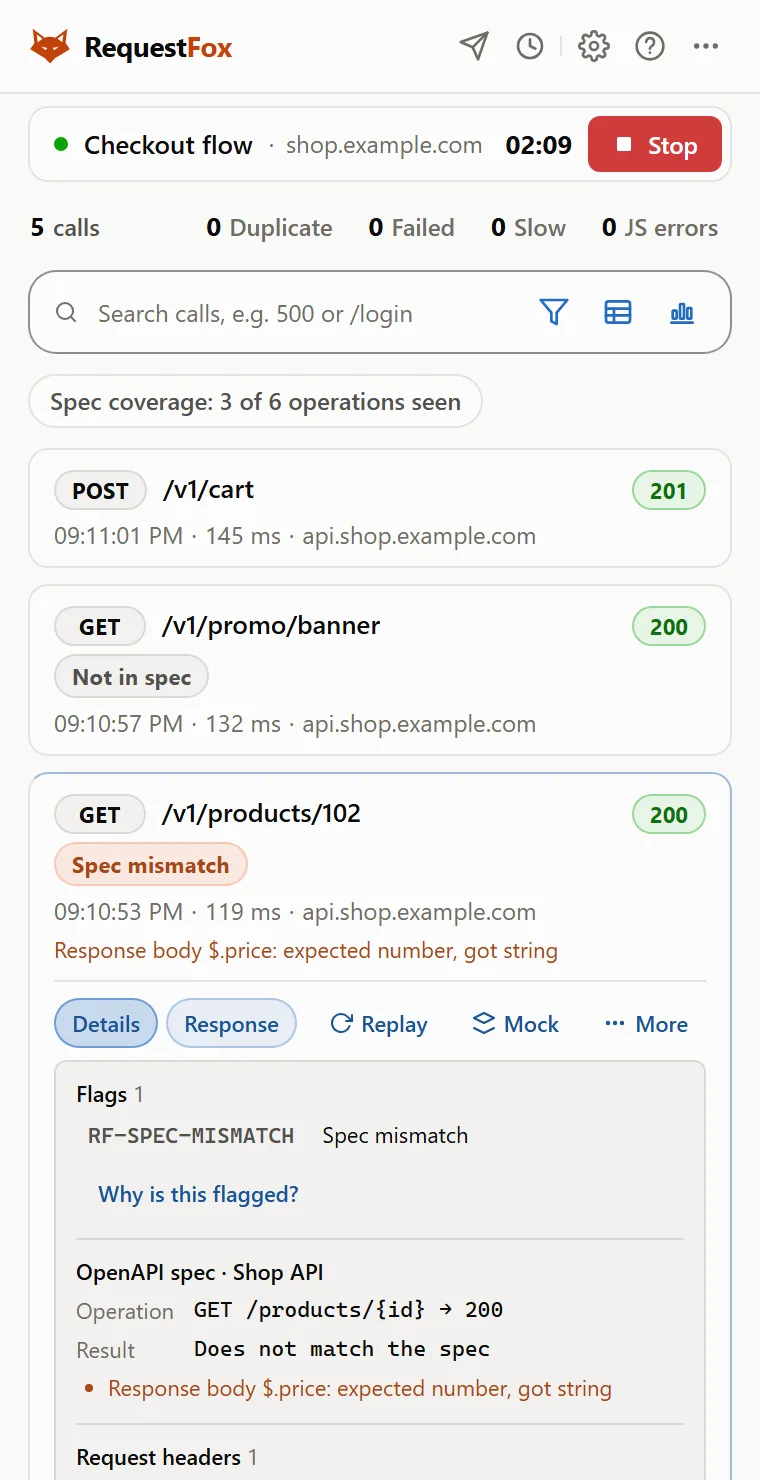 RequestFox
Checkout flow · shop.example.com 02:09 Stop
5 calls 0 Duplicate 0 Failed 0 Slow 0 JS errors
Search calls, e.g. 500 or /login
Spec coverage: 3 of 6 operations seen
POST /v1/cart 201
09:11:01 PM · 145 ms · api.shop.example.com
GET /v1/promo/banner 200
Not in spec
09:10:57 PM · 132 ms · api.shop.example.com
GET /v1/products/102 200
Spec mismatch
09:10:53 PM · 119 ms · api.shop.example.com
Response body $.price: expected number, got string
Details Response Replay Mock ··· More
Flags 1
RF-SPEC-MISMATCH Spec mismatch
Why is this flagged?
OpenAPI spec · Shop API
Operation GET /products/{id} → 200
Result Does not match the spec
• Response body $.price: expected number, got string
Request headers 1